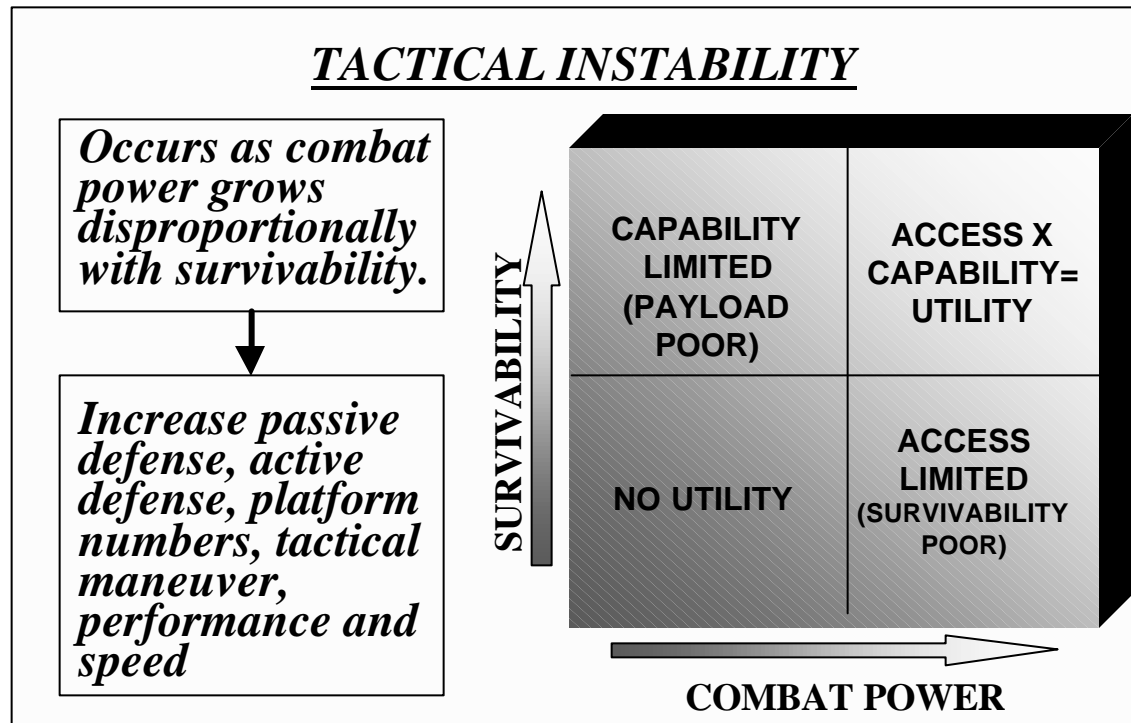 TACTICAL INSTABILITY
Occurs as combat
power grows
disproportionally
with survivability.
Increase passive
defense, active
defense, platform
numbers, tactical
maneuver,
performance and
speed
SURVIVABILITY
CAPABILITY
LIMITED
(PAYLOAD
POOR)
ACCESS X
CAPABILITY=
UTILITY
NO UTILITY
ACCESS
LIMITED
(SURVIVABILITY
POOR)
COMBAT POWER